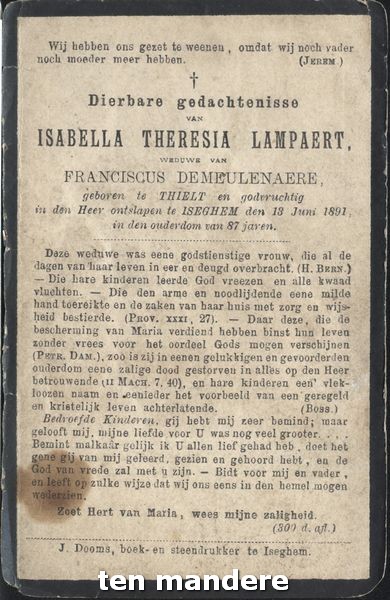 Wij hebben ons gezet te weenen, omdat wij noch vader
noch moeder meer hebben. (JEREM)
†
Dierbare gedachtenisse
VAN
ISABELLA THERESIA LAMPAERT,
WEDUWE VAN
FRANCISCUS DEMEULENAERE,
geboren te THIELT en godvruchtig
in den Heer ontslapen te ISEGHEM den 13 Juni 1891,
in den ouderdom van 87 jaren.
Deze weduwe was eene godstienstige vrouw, die al de
dagen van haar leven in eer en deugd overbracht. (H. BERN.)
— Die hare kinderen leerde God vreezen en alle kwaad
vluchten. — Die den arme en noodlijdende eene milde
hand toereikte en de zaken van haar huis met zorg en wijs-
heid bestierde. (PROV. XXXI, 27). — Daar deze, die de
bescherming van Maria verdiend hebben binst hun leven
zonder vrees voor het oordeel Gods mogen verschijnen
(PETR. DAM.), zoo is zij in eenen gelukkigen en gevoorderden
ouderdom eene zalige dood gestorven in alles op den Heer
betrouwende (II MACH. 7, 40), en hare kinderen een vlek-
loozen naam en eenieder het voorbeeld van een geregeld
en kristelijk leven achterlatende. (BOSS.)
Bedroefde Kinderen, gij hebt mij zeer bemind; maar
gelooft mij, mijne liefde voor U was nog veel grooter. . . .
Bemint malkaar gelijk ik U allen lief gehad heb, doet het
gene gij van mij geleerd, gezien en gehoord hebt, en de
God van vrede zal met u zijn. — Bidt voor mij en vader,
en leeft op zulke wijze dat wij ons eens in den hemel mogen
wederzien.
Zoet Hert van Maria, wees mijne zaligheid.
(300 d. afl.)
J. Dooms, boek- en steendrukker te Iseghem.
ten mandere